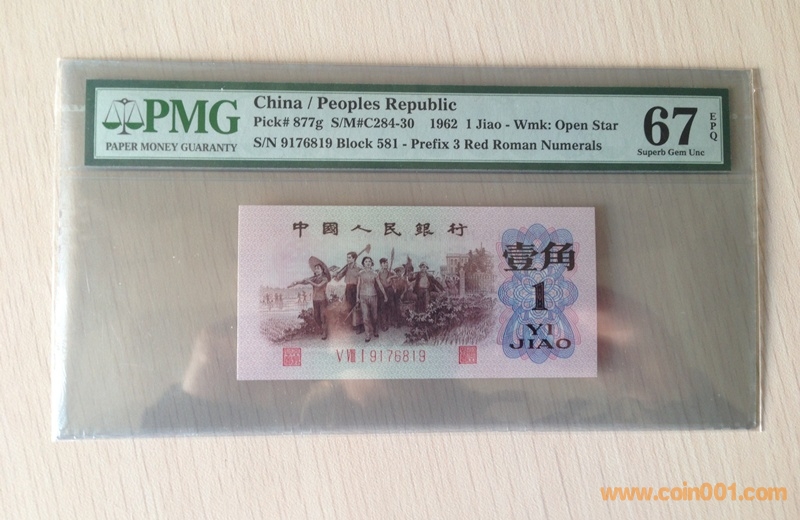 PMG
PAPER MONEY GUARANTY
China / Peoples Republic
Pick# 877g S/M#C284-30 1962 1 Jiao - Wmk: Open Star
S/N 9176819 Block 581 - Prefix 3 Red Roman Numerals
67
EPQ
Superb Gem Unc
中國人民銀行
壹角
1
YI
JIAO
V Ⅷ I 9176819
www.coin001.com